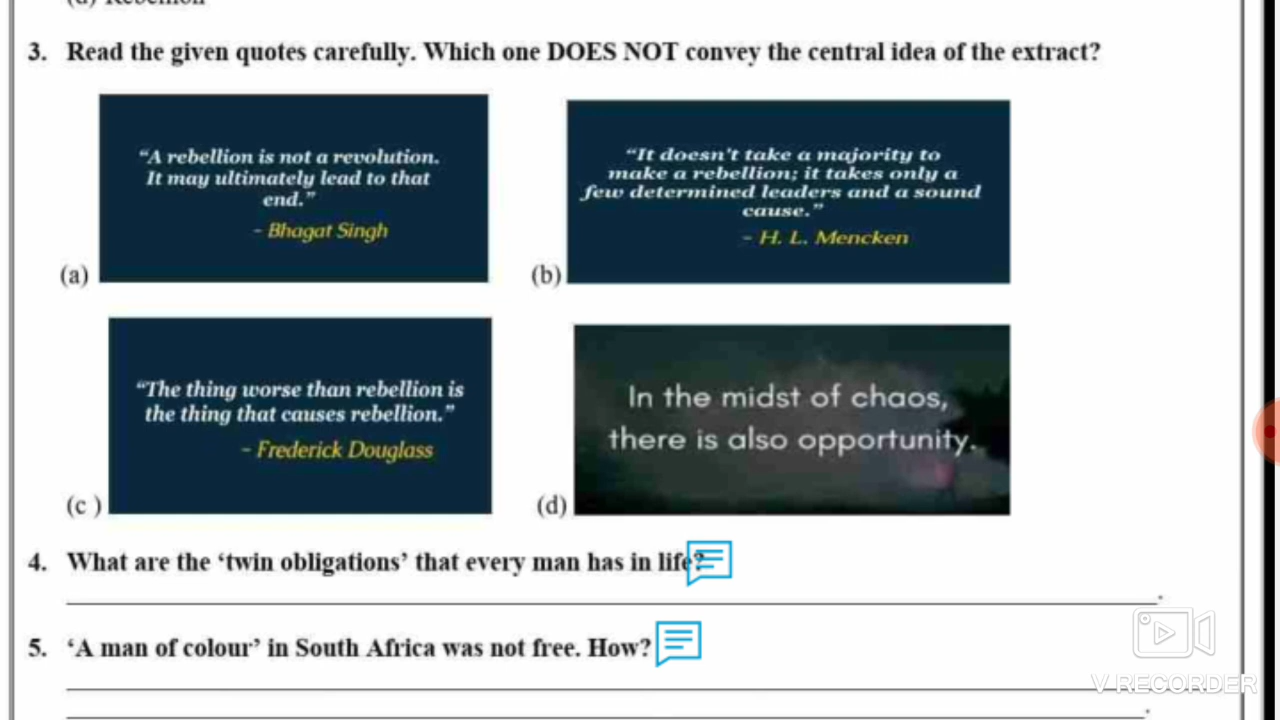 3. Read the given quotes carefully. Which one DOES NOT convey the central idea of the extract?
“A rebellion is not a revolution.
It may ultimately lead to that
end.”
- Bhagat Singh
(a)
“It doesn't take a majority to
make a rebellion; it takes only a
few determined leaders and a sound
cause.”
- H. L. Mencken
(b)
“The thing worse than rebellion is
the thing that causes rebellion.”
- Frederick Douglass
(c )
In the midst of chaos,
there is also opportunity.
(d)
4. What are the ‘twin obligations’ that every man has in life?
5. ‘A man of colour’ in South Africa was not free. How?
V RECORDER